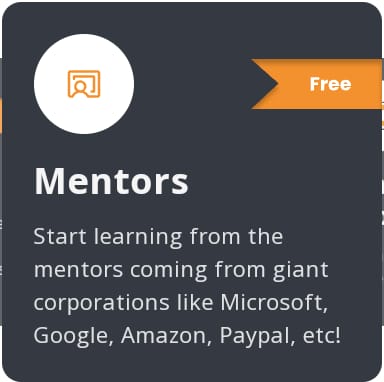 Free
Mentors
Start learning from the
mentors coming from giant
corporations like Microsoft,
Google, Amazon, Paypal, etc!